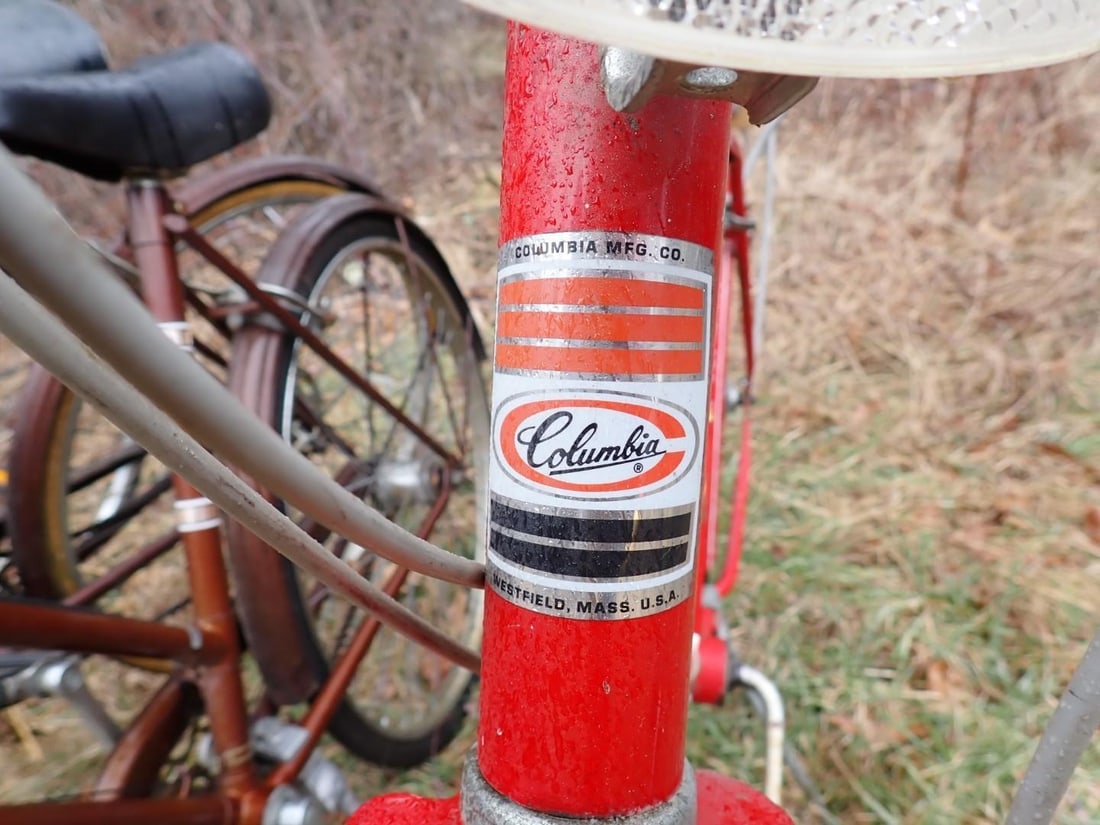 COLUMBIA MFG. CO.
Columbia®
WESTFIELD, MASS. U.S.A.